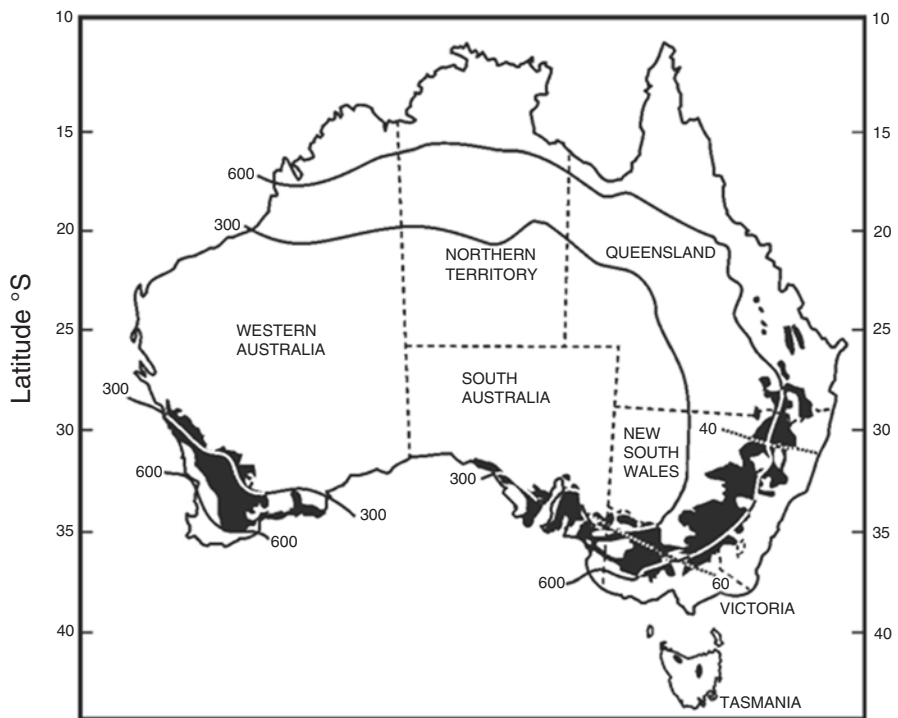 10
10
15
15
600
20
300
20
QUEENSLAND
NORTHERN
TERRITORY
Latitude °S
25
25
WESTERN
AUSTRALIA
SOUTH
AUSTRALIA
300
30
30
40
NEW
SOUTH
WALES
600
300
300
35
35
600
600
60
VICTORIA
40
40
TASMANIA